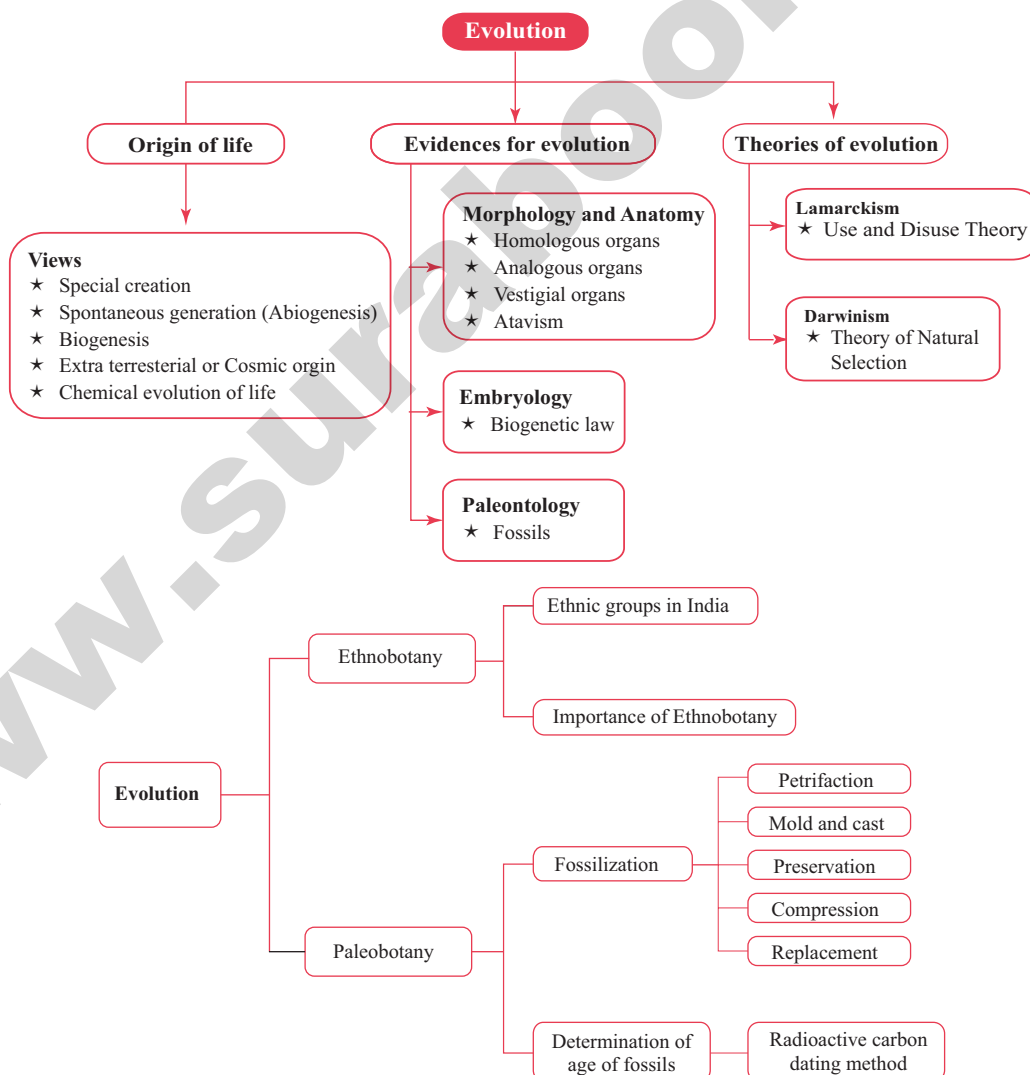 Evolution
Origin of life
Evidences for evolution
Theories of evolution
Views
★ Special creation
★ Spontaneous generation (Abiogenesis)
★ Biogenesis
★ Extra terresterial or Cosmic orgin
★ Chemical evolution of life
Morphology and Anatomy
★ Homologous organs
★ Analogous organs
★ Vestigial organs
★ Atavism
Embryology
★ Biogenetic law
Paleontology
★ Fossils
Lamarckism
★ Use and Disuse Theory
Darwinism
★ Theory of Natural
Selection
Evolution
Ethnobotany
Ethnic groups in India
Importance of Ethnobotany
Paleobotany
Fossilization
Petrifaction
Mold and cast
Preservation
Compression
Replacement
Determination of
age of fossils
Radioactive carbon
dating method